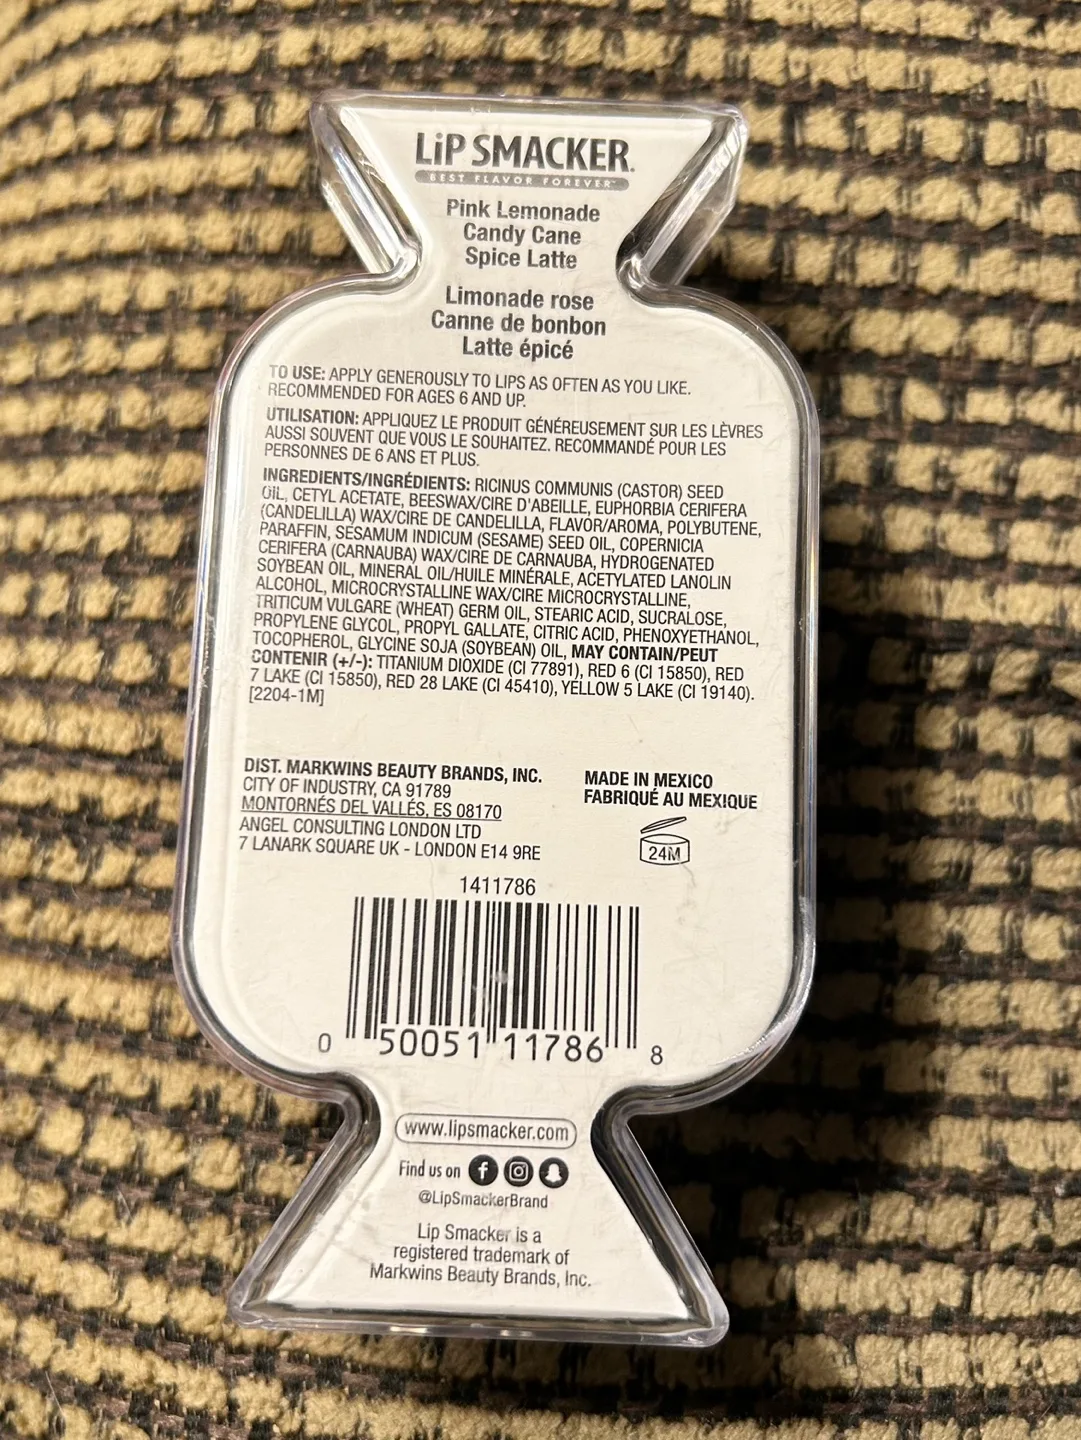 LiP SMACKER.
BEST FLAVOR FOREVER™
Pink Lemonade
Candy Cane
Spice Latte
Limonade rose
Canne de bonbon
Latte épicé
TO USE: APPLY GENEROUSLY TO LIPS AS OFTEN AS YOU LIKE.
RECOMMENDED FOR AGES 6 AND UP.
UTILISATION: APPLIQUEZ LE PRODUIT GÉNÉREUSEMENT SUR LES LÈVRES
AUSSI SOUVENT QUE VOUS LE SOUHAITEZ. RECOMMANDÉ POUR LES
PERSONNES DE 6 ANS ET PLUS.
INGREDIENTS/INGRÉDIENTS: RICINUS COMMUNIS (CASTOR) SEED
OIL, CETYL ACETATE, BEESWAX/CIRE D'ABEILLE, EUPHORBIA CERIFERA
(CANDELILLA) WAX/CIRE DE CANDELILLA, FLAVOR/AROMA, POLYBUTENE,
PARAFFIN, SESAMUM INDICUM (SESAME) SEED OIL, COPERNICIA
CERIFERA (CARNAUBA) WAX/CIRE DE CARNAUBA, HYDROGENATED
SOYBEAN OIL, MINERAL OIL/HUILE MINÉRALE, ACETYLATED LANOLIN
ALCOHOL, MICROCRYSTALLINE WAX/CIRE MICROCRYSTALLINE,
TRITICUM VULGARE (WHEAT) GERM OIL, STEARIC ACID, SUCRALOSE,
PROPYLENE GLYCOL, PROPYL GALLATE, CITRIC ACID, PHENOXYETHANOL,
TOCOPHEROL, GLYCINE SOJA (SOYBEAN) OIL, MAY CONTAIN/PEUT
CONTENIR (+/-): TITANIUM DIOXIDE (CI 77891), RED 6 (CI 15850), RED
7 LAKE (CI 15850), RED 28 LAKE (CI 45410), YELLOW 5 LAKE (CI 19140).
[2204-1M]
DIST. MARKWINS BEAUTY BRANDS, INC.
CITY OF INDUSTRY, CA 91789
MONTORNÉS DEL VALLÉS, ES 08170
ANGEL CONSULTING LONDON LTD
7 LANARK SQUARE UK - LONDON E14 9RE
MADE IN MEXICO
FABRIQUÉ AU MEXIQUE
24M
1411786
0 50051 11786 8
www.lipsmacker.com
Find us on
@LipSmackerBrand
Lip Smacker is a
registered trademark of
Markwins Beauty Brands, Inc.